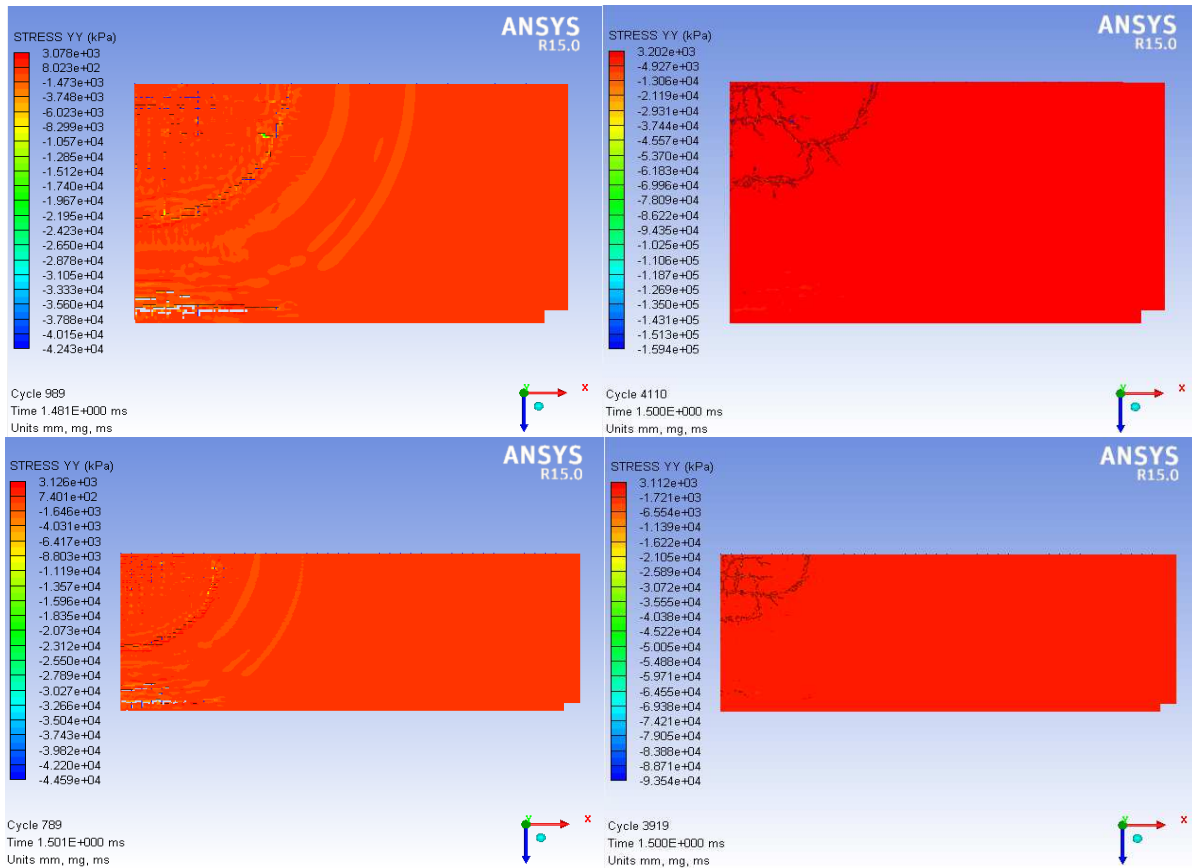 ANSYS
R15.0
STRESS YY (kPa)
3.078e+03
8.023e+02
-1.473e+03
-3.748e+03
-6.023e+03
-8.299e+03
-1.057e+04
-1.285e+04
-1.512e+04
-1.740e+04
-1.967e+04
-2.195e+04
-2.423e+04
-2.650e+04
-2.878e+04
-3.105e+04
-3.333e+04
-3.560e+04
-3.788e+04
-4.015e+04
-4.243e+04
Cycle 989
Time 1.481E+000 ms
Units mm, mg, ms
Y
X
ANSYS
R15.0
STRESS YY (kPa)
3.202e+03
-4.927e+03
-1.306e+04
-2.119e+04
-2.931e+04
-3.744e+04
-4.557e+04
-5.370e+04
-6.183e+04
-6.996e+04
-7.809e+04
-8.622e+04
-9.435e+04
-1.025e+05
-1.106e+05
-1.187e+05
-1.269e+05
-1.350e+05
-1.431e+05
-1.513e+05
-1.594e+05
Cycle 4110
Time 1.500E+000 ms
Units mm, mg, ms
Y
X
ANSYS
R15.0
STRESS YY (kPa)
3.126e+03
7.401e+02
-1.646e+03
-4.031e+03
-6.417e+03
-8.803e+03
-1.119e+04
-1.357e+04
-1.596e+04
-1.835e+04
-2.073e+04
-2.312e+04
-2.550e+04
-2.789e+04
-3.027e+04
-3.266e+04
-3.504e+04
-3.743e+04
-3.982e+04
-4.220e+04
-4.459e+04
Cycle 789
Time 1.501E+000 ms
Units mm, mg, ms
Y
X
ANSYS
R15.0
STRESS YY (kPa)
3.112e+03
-1.721e+03
-6.554e+03
-1.139e+04
-1.622e+04
-2.105e+04
-2.589e+04
-3.072e+04
-3.555e+04
-4.038e+04
-4.522e+04
-5.005e+04
-5.488e+04
-5.971e+04
-6.455e+04
-6.938e+04
-7.421e+04
-7.905e+04
-8.388e+04
-8.871e+04
-9.354e+04
Cycle 3919
Time 1.500E+000 ms
Units mm, mg, ms
Y
X